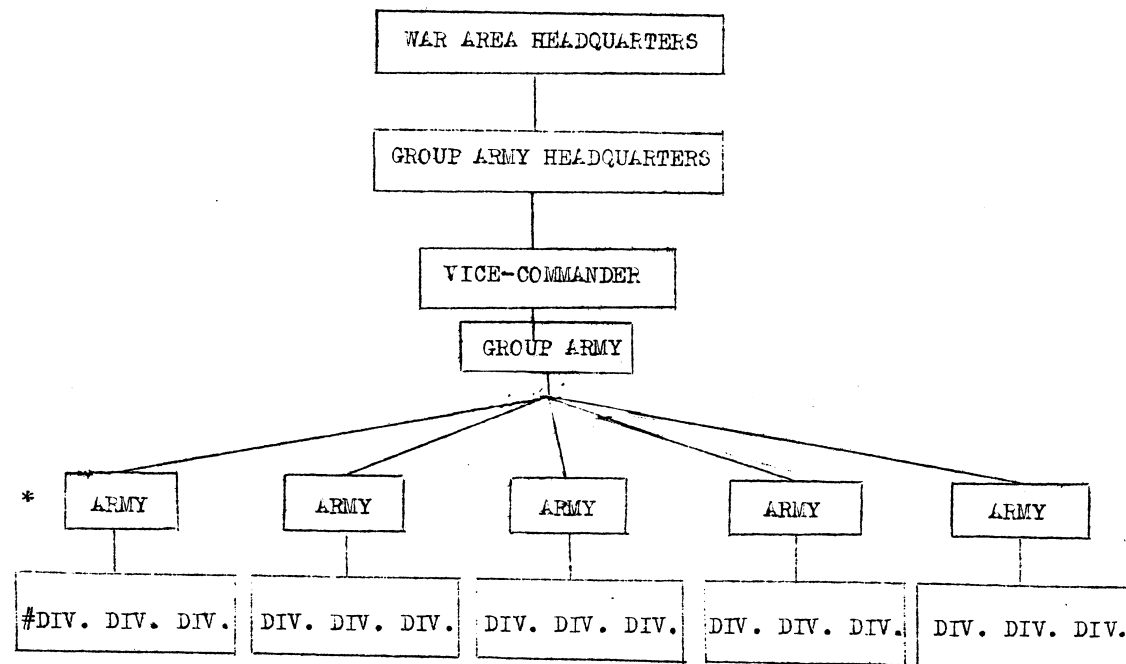 WAR AREA HEADQUARTERS
GROUP ARMY HEADQUARTERS
VICE-COMMANDER
GROUP ARMY
* ARMY ARMY ARMY ARMY ARMY
#DIV. DIV. DIV. DIV. DIV. DIV. DIV. DIV. DIV. DIV. DIV. DIV. DIV. DIV. DIV.